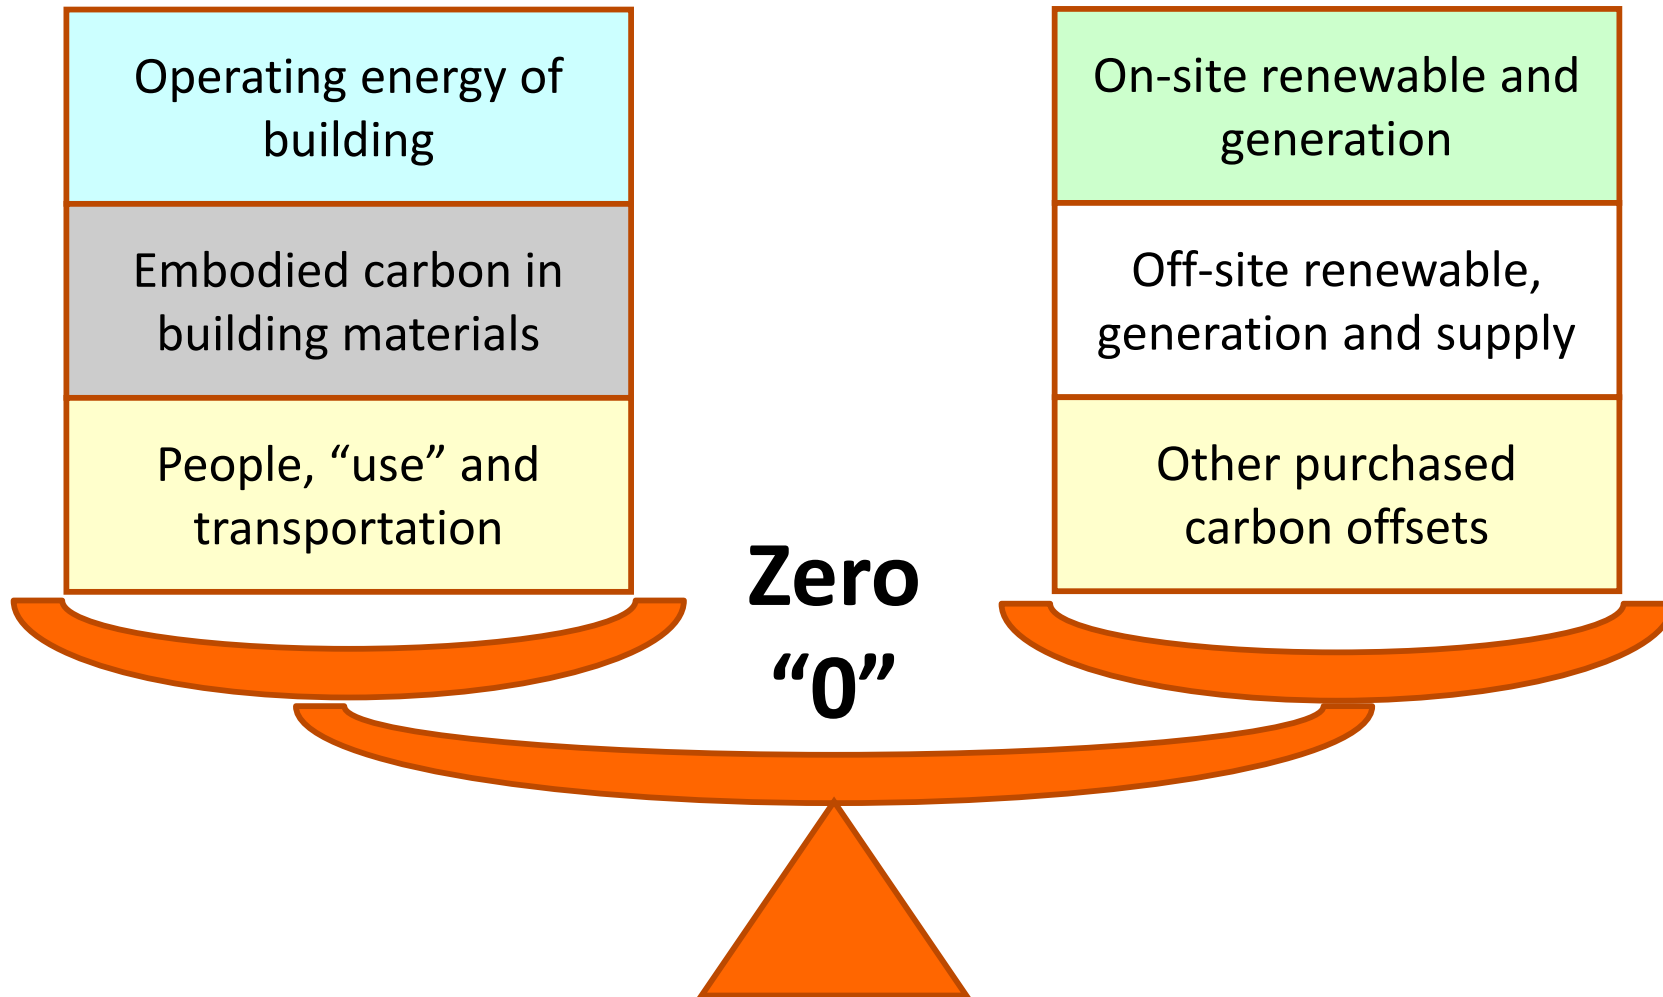 Operating energy of
building
Embodied carbon in
building materials
People, “use” and
transportation
Zero
“0”
On-site renewable and
generation
Off-site renewable,
generation and supply
Other purchased
carbon offsets